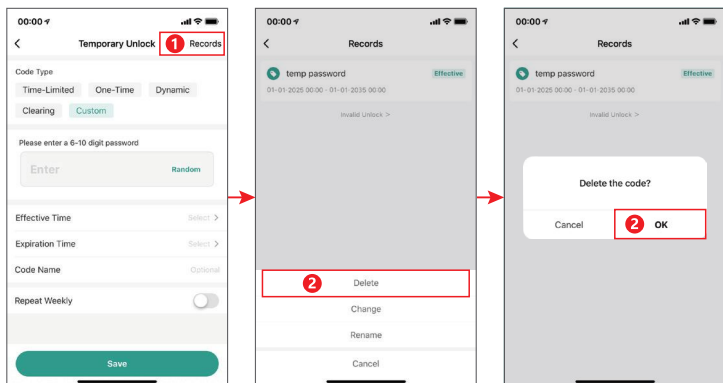 00:00
Temporary Unlock 1 Records
Code Type
Time-Limited One-Time Dynamic
Clearing Custom
Please enter a 6-10 digit password
Enter Random
Effective Time Select >
Expiration Time Select >
Code Name Optional
Repeat Weekly
Save
00:00
Records
temp password Effective
01-01-2025 00:00 - 01-01-2035 00:00
Invalid Unlock >
2 Delete
Change
Rename
Cancel
00:00
Records
temp password Effective
01-01-2025 00:00 - 01-01-2035 00:00
Invalid Unlock >
Delete the code?
Cancel 2 OK